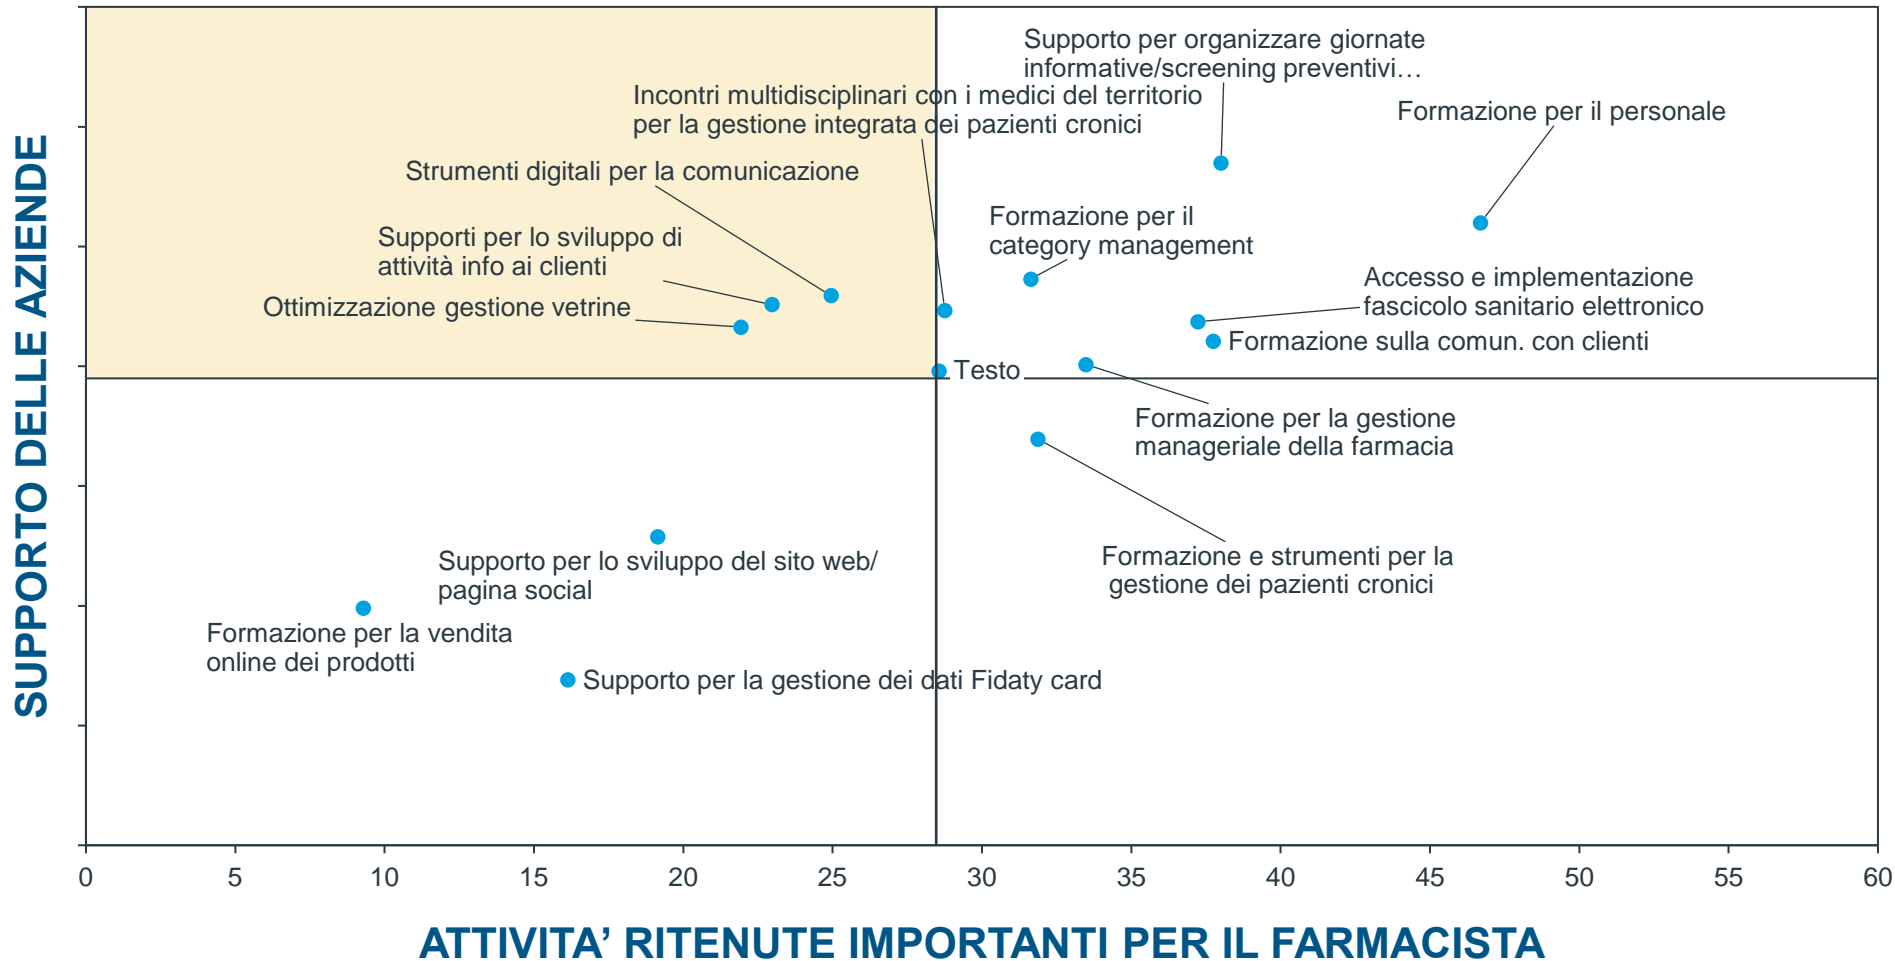 SUPPORTO DELLE AZIENDE
Supporto per organizzare giornate
informative/screening preventivi…
Incontri multidisciplinari con i medici del territorio
per la gestione integrata dei pazienti cronici
Formazione per il personale
Strumenti digitali per la comunicazione
Formazione per il
category management
Supporti per lo sviluppo di
attività info ai clienti
Accesso e implementazione
fascicolo sanitario elettronico
Ottimizzazione gestione vetrine
Formazione sulla comun. con clienti
Testo
Formazione per la gestione
manageriale della farmacia
Formazione e strumenti per la
gestione dei pazienti cronici
Supporto per lo sviluppo del sito web/
pagina social
Formazione per la vendita
online dei prodotti
Supporto per la gestione dei dati Fidaty card
0 5 10 15 20 25 30 35 40 45 50 55 60
ATTIVITA’ RITENUTE IMPORTANTI PER IL FARMACISTA